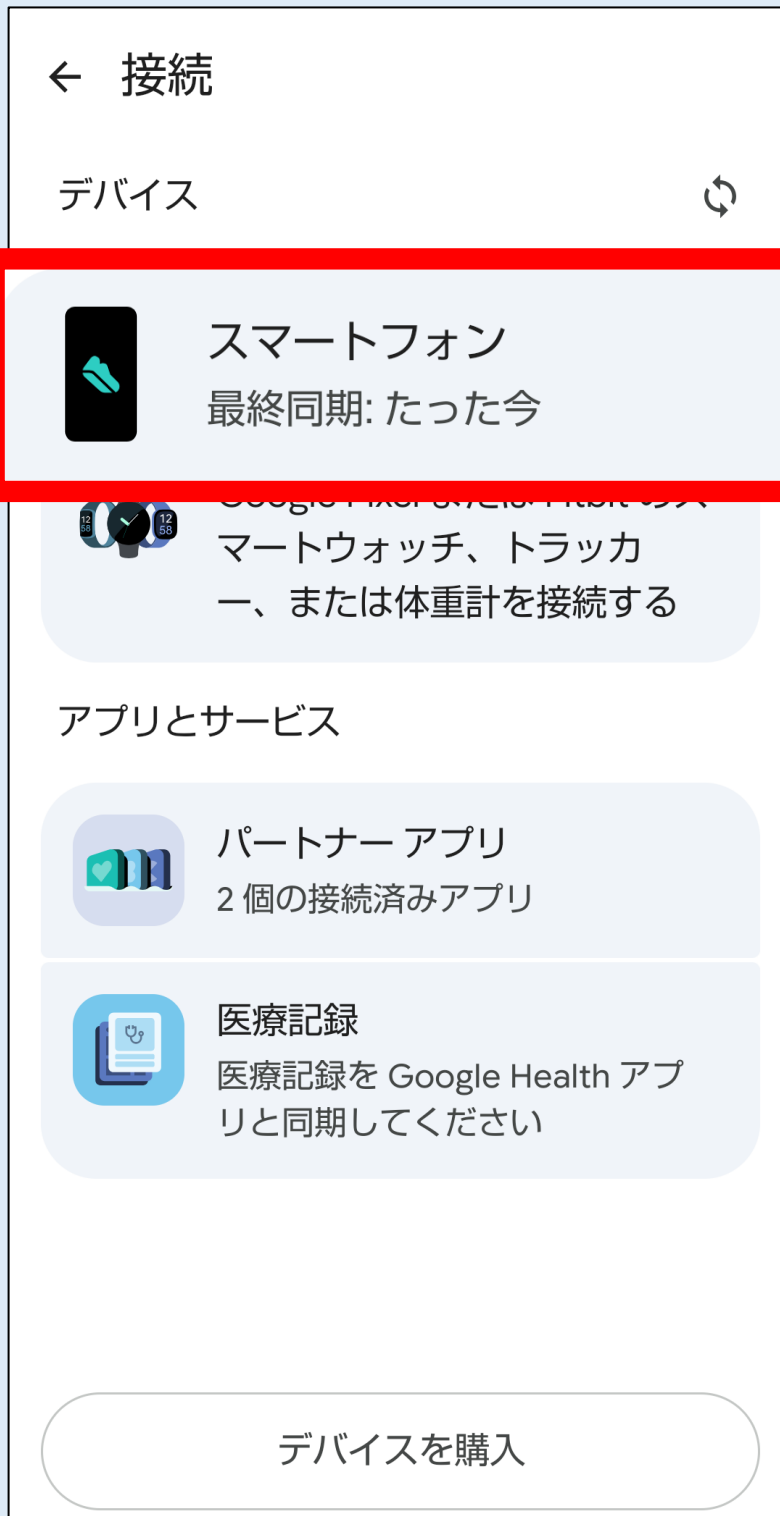 接続
デバイス
スマートフォン
最終同期: たった今
マートウォッチ、トラッカ
ー、または体重計を接続する
アプリとサービス
パートナー アプリ
2 個の接続済みアプリ
医療記録
医療記録を Google Health アプ
リと同期してください
デバイスを購入